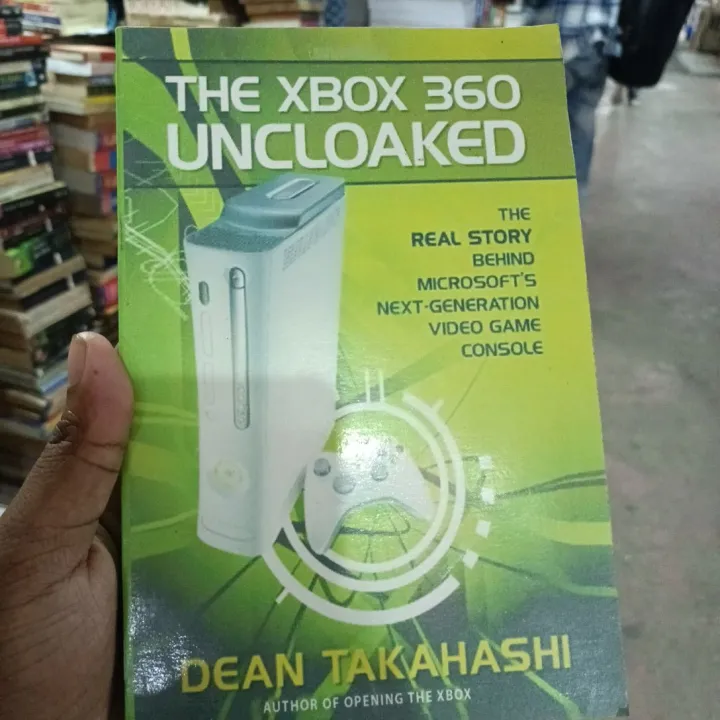 THE XBOX 360
UNCLOAKED
THE
REAL STORY
BEHIND
MICROSOFT'S
NEXT-GENERATION
VIDEO GAME
CONSOLE
DEAN TAKAHASHI
AUTHOR OF OPENING THE XBOX